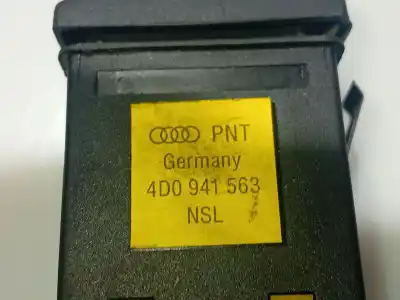 PNT
Germany
4D0 941 563
NSL